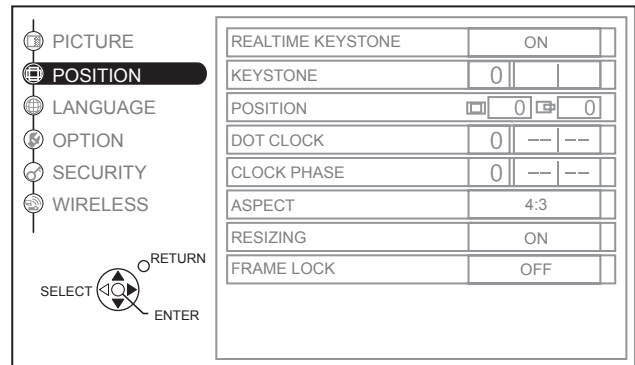 PICTURE
POSITION
LANGUAGE
OPTION
SECURITY
WIRELESS
RETURN
SELECT
ENTER
REALTIME KEYSTONE ON
KEYSTONE 0
POSITION 0 0
DOT CLOCK 0 -- --
CLOCK PHASE 0 -- --
ASPECT 4:3
RESIZING ON
FRAME LOCK OFF